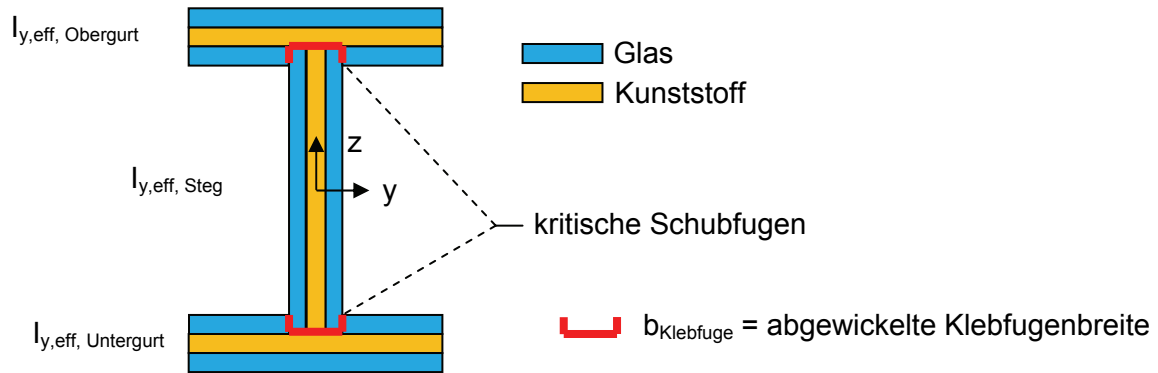 I_y,eff, Obergurt
Glas
Kunststoff
z
I_y,eff, Steg
y
kritische Schubfugen
I_y,eff, Untergurt
b_Klebfuge = abgewickelte Klebfugenbreite